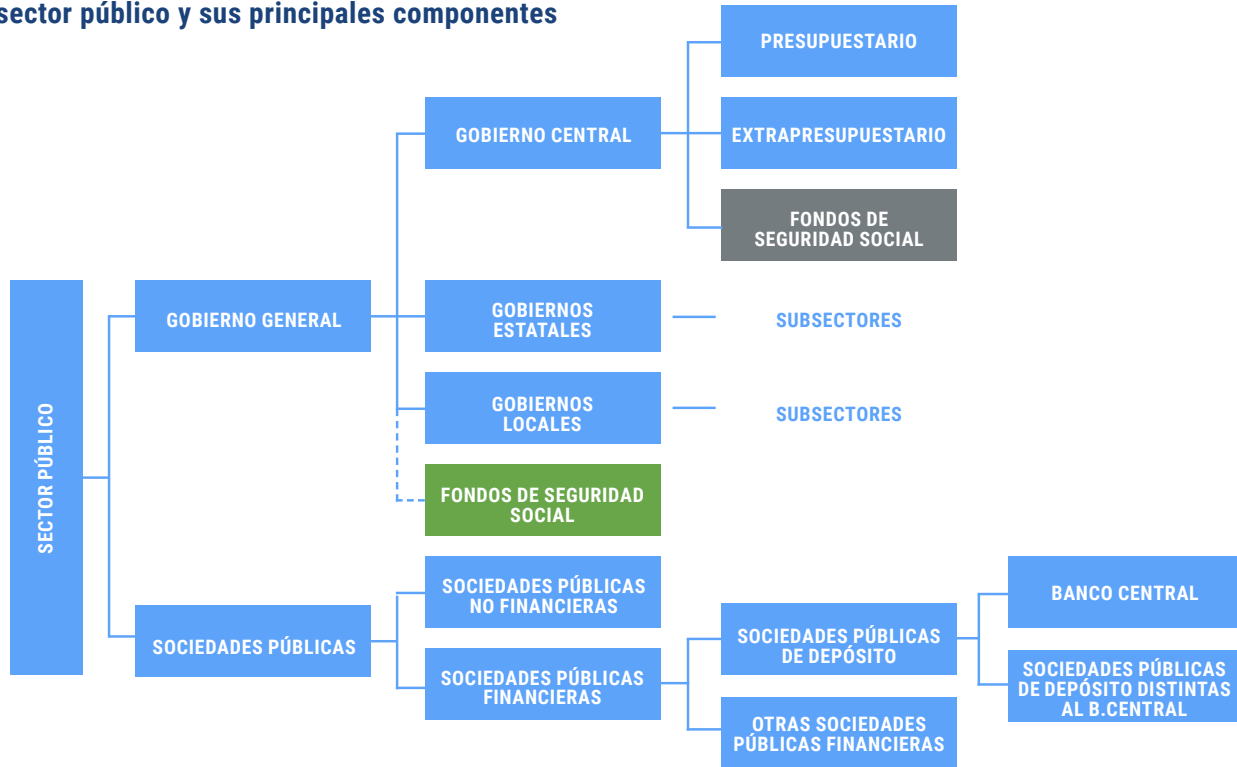 sector público y sus principales componentes
PRESUPUESTARIO
GOBIERNO CENTRAL
EXTRAPRESUPUESTARIO
FONDOS DE
SEGURIDAD SOCIAL
GOBIERNO GENERAL
GOBIERNOS
ESTATALES
SUBSECTORES
GOBIERNOS
LOCALES
SUBSECTORES
SECTOR PÚBLICO
FONDOS DE SEGURIDAD
SOCIAL
SOCIEDADES PÚBLICAS
NO FINANCIERAS
BANCO CENTRAL
SOCIEDADES PÚBLICAS
SOCIEDADES PÚBLICAS
DE DEPÓSITO
SOCIEDADES PÚBLICAS
FINANCIERAS
SOCIEDADES PÚBLICAS
DE DEPÓSITO DISTINTAS
AL B.CENTRAL
OTRAS SOCIEDADES
PÚBLICAS FINANCIERAS